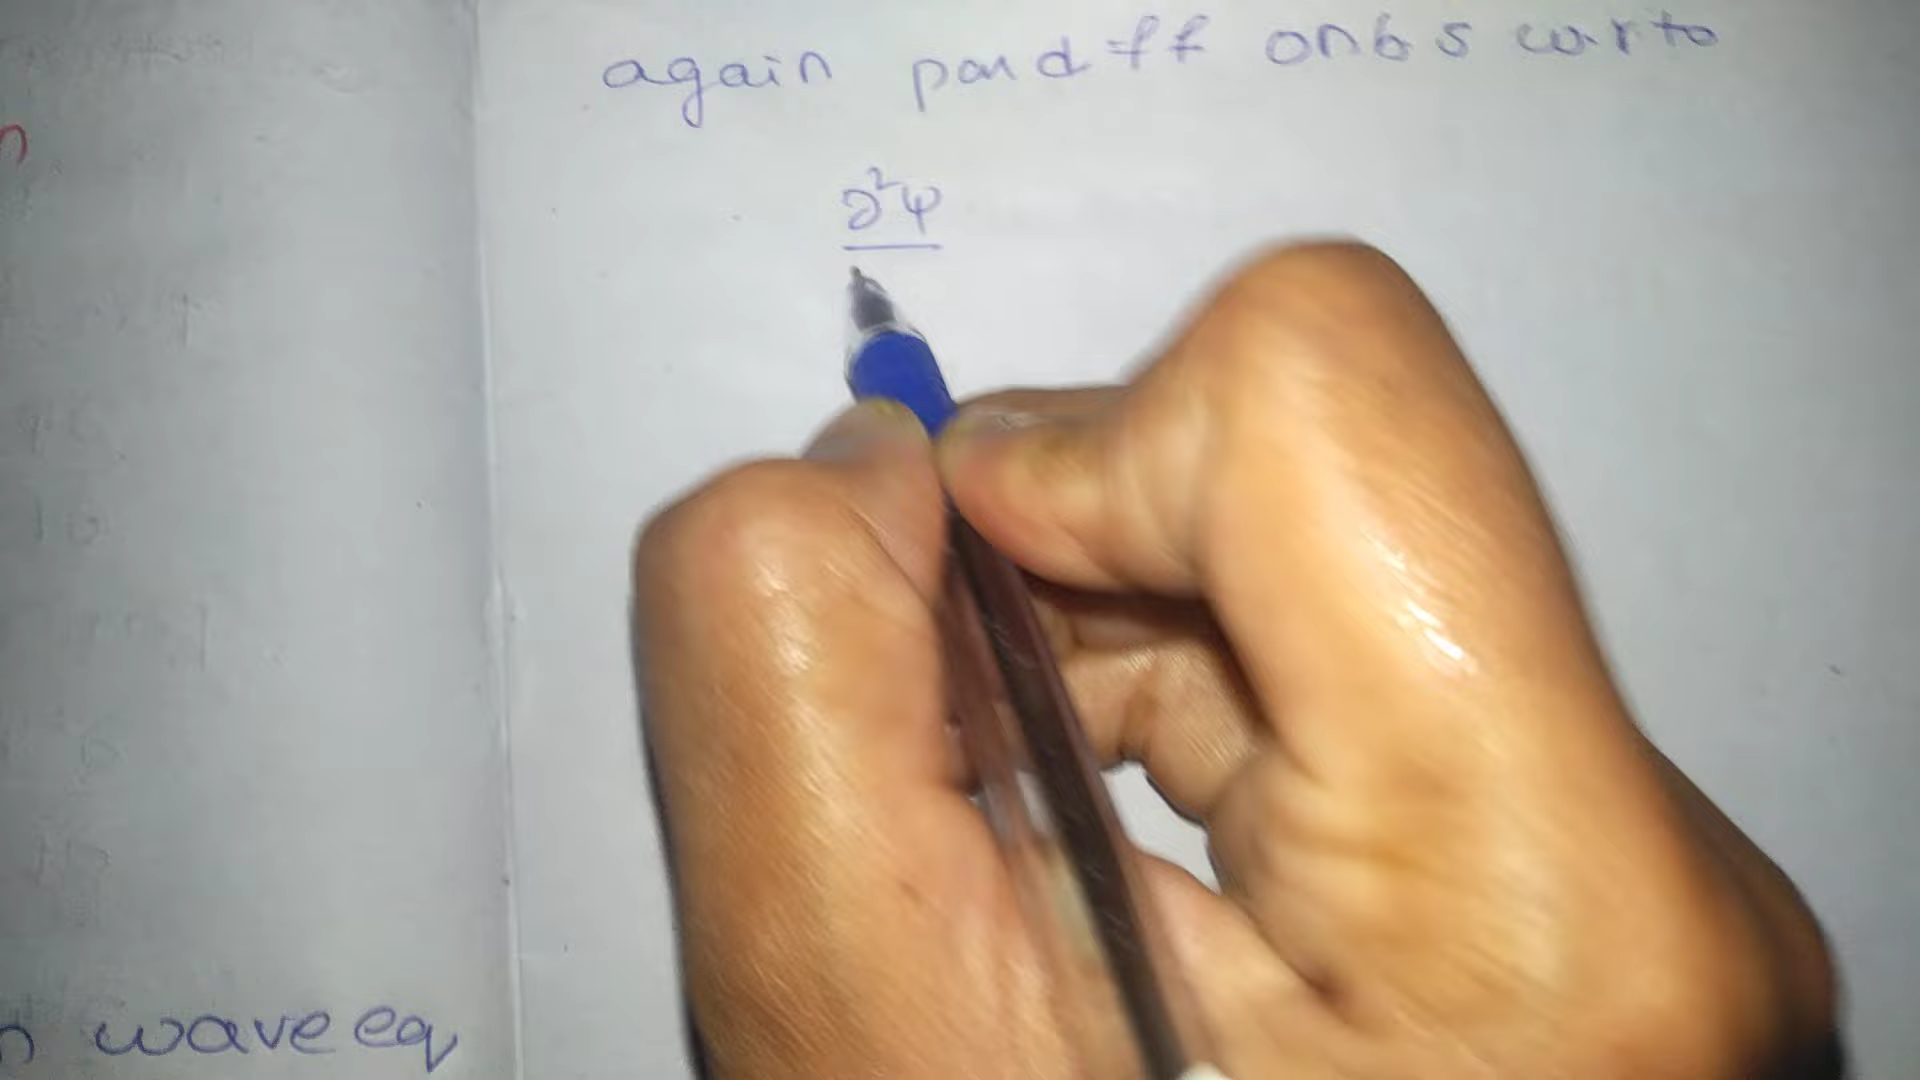 again par diff on b s w.r.to
∂²ψ
wave eq